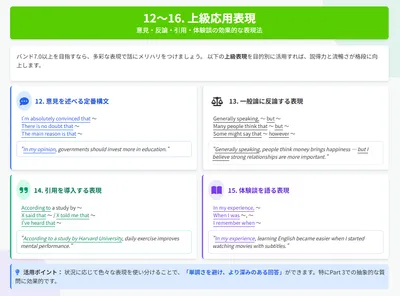 12〜16. 上級応用表現
意見・反論・引用・体験談の効果的な表現法
バンド7.0以上を目指すなら、多彩な表現で話にメリハリをつけましょう。 以下の上級表現を目的別に活用すれば、説得力と流暢さが格段に向
上します。
12. 意見を述べる定番構文
I'm absolutely convinced that 〜
There is no doubt that 〜
The main reason is that 〜
"In my opinion, governments should invest more in education."
13. 一般論に反論する表現
Generally speaking, 〜 but 〜
Many people think that 〜 but 〜
Some might say that 〜 however 〜
"Generally speaking, people think money brings happiness — but I
believe strong relationships are more important."
14. 引用を導入する表現
According to a study by 〜
X said that 〜 / X told me that 〜
I've heard that 〜
"According to a study by Harvard University, daily exercise improves
mental performance."
15. 体験談を語る表現
In my experience, 〜
When I was 〜, 〜
I remember when 〜
"In my experience, learning English became easier when I started
watching movies with subtitles."
活用ポイント： 状況に応じて色々な表現を使い分けることで、「単調さを避け、より深みのある回答」ができます。特にPart 3での抽象的な質
問に効果的です。